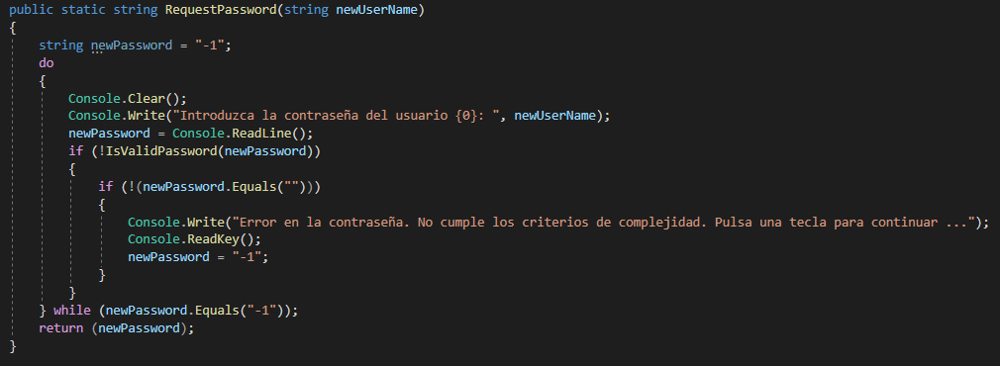 public static string RequestPassword(string newUserName)
{
string newPassword = "-1";
do
{
Console.Clear();
Console.Write("Introduzca la contraseña del usuario {0}: ", newUserName);
newPassword = Console.ReadLine();
if (!IsValidPassword(newPassword))
{
if (!(newPassword.Equals("")))
{
Console.Write("Error en la contraseña. No cumple los criterios de complejidad. Pulsa una tecla para continuar ...");
Console.ReadKey();
newPassword = "-1";
}
}
} while (newPassword.Equals("-1"));
return (newPassword);
}